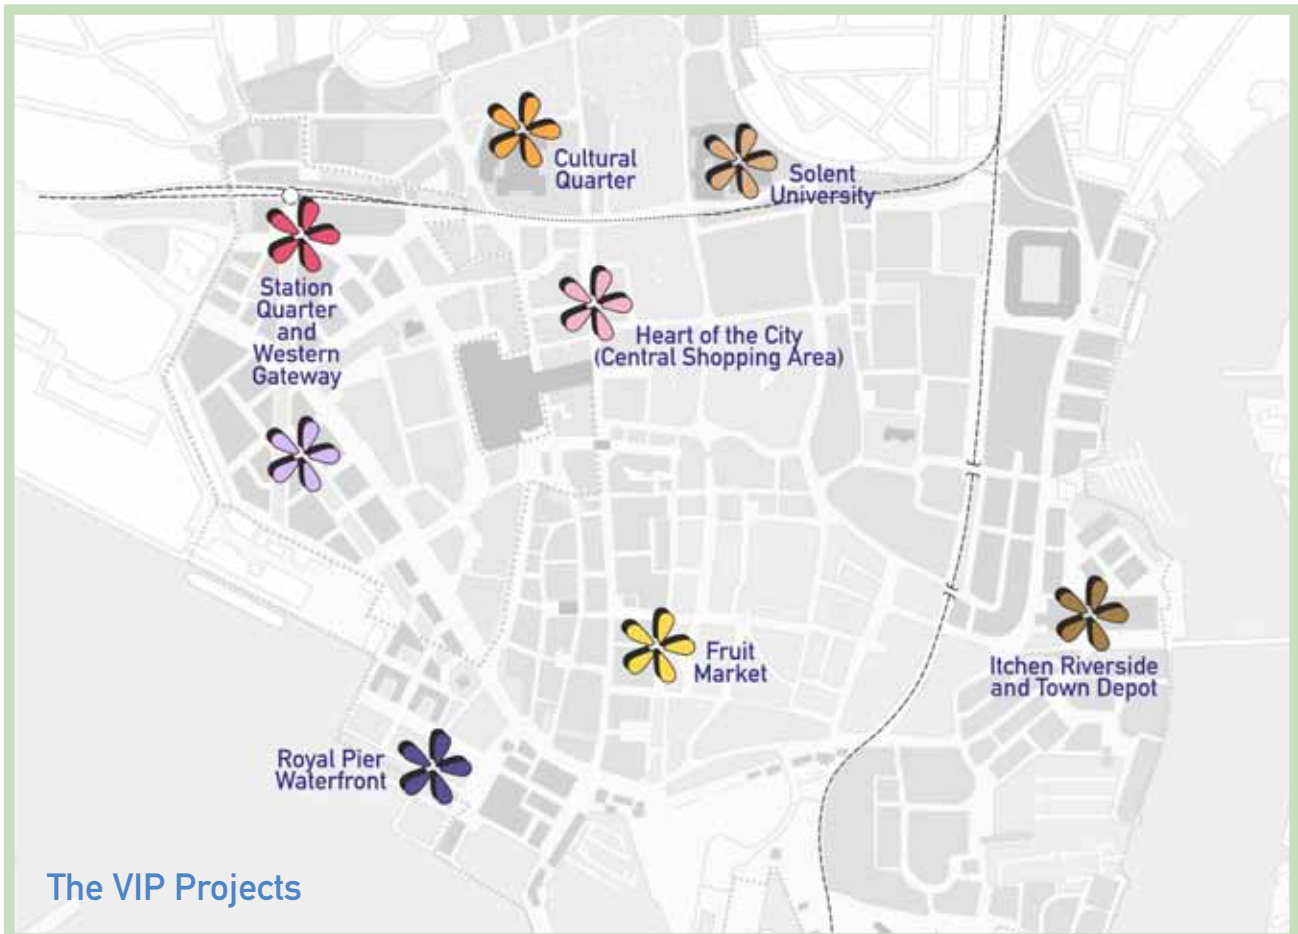 Cultural
Quarter
Solent
University
Station
Quarter
and
Western
Gateway
Heart of the City
(Central Shopping Area)
Fruit
Market
Itchen Riverside
and Town Depot
Royal Pier
Waterfront
The VIP Projects